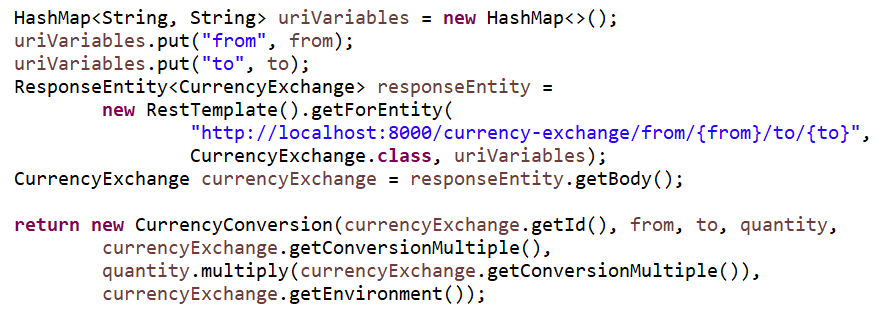 HashMap<String, String> uriVariables = new HashMap<>();
uriVariables.put("from", from);
uriVariables.put("to", to);
ResponseEntity<CurrencyExchange> responseEntity =
        new RestTemplate().getForEntity(
                "http://localhost:8000/currency-exchange/from/{from}/to/{to}",
                CurrencyExchange.class, uriVariables);
CurrencyExchange currencyExchange = responseEntity.getBody();

return new CurrencyConversion(currencyExchange.getId(), from, to, quantity,
        currencyExchange.getConversionMultiple(),
        quantity.multiply(currencyExchange.getConversionMultiple()),
        currencyExchange.getEnvironment());